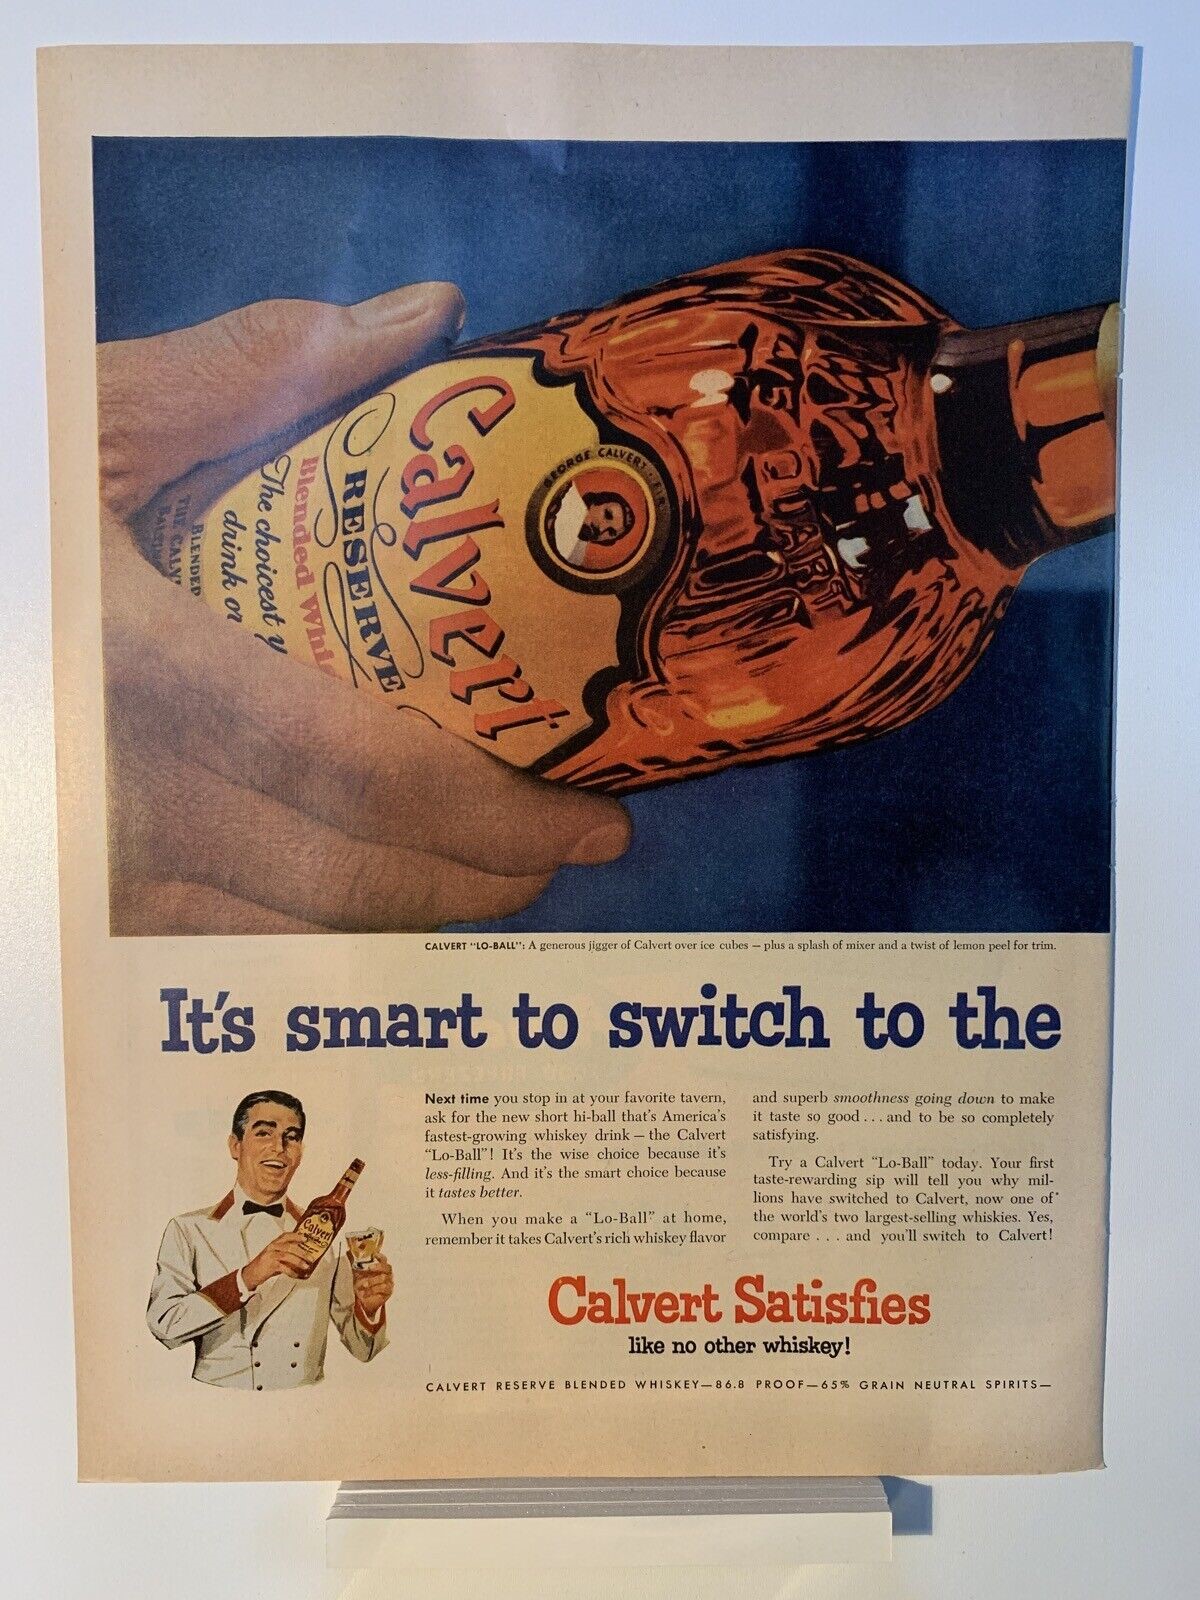 Calvert
RESERVE
Blended
The choicest y
drink or
BLENDED
THE CALV
GEORGE CALVERT
4/5 QUART
CALVERT "LO-BALL": A generous jigger of Calvert over ice cubes — plus a splash of mixer and a twist of lemon peel for trim.
It's smart to switch to the
Calvert
Next time you stop in at your favorite tavern,
ask for the new short hi-ball that's America's
fastest-growing whiskey drink — the Calvert
"Lo-Ball"! It's the wise choice because it's
less-filling. And it's the smart choice because
it tastes better.
When you make a "Lo-Ball" at home,
remember it takes Calvert's rich whiskey flavor
and superb smoothness going down to make
it taste so good . . . and to be so completely
satisfying.
Try a Calvert "Lo-Ball" today. Your first
taste-rewarding sip will tell you why mil-
lions have switched to Calvert, now one of
the world's two largest-selling whiskies. Yes,
compare . . . and you'll switch to Calvert!
Calvert Satisfies
like no other whiskey!
CALVERT RESERVE BLENDED WHISKEY—86.8 PROOF—65% GRAIN NEUTRAL SPIRITS—